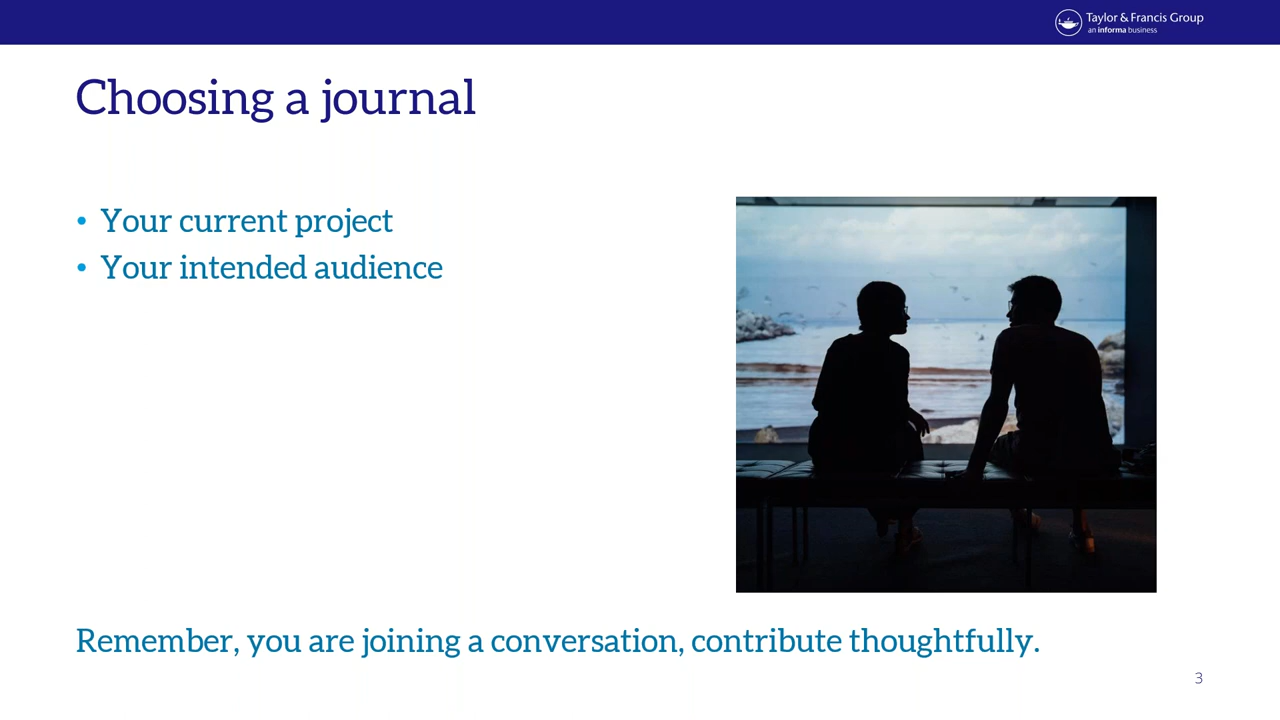 Taylor & Francis Group
an informa business
Choosing a journal
• Your current project
• Your intended audience
Remember, you are joining a conversation, contribute thoughtfully.
3